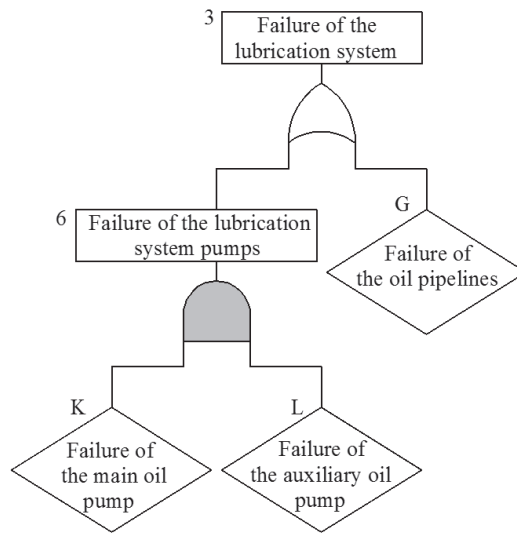 3
Failure of the
lubrication system
6
Failure of the lubrication
system pumps
G
Failure of
the oil pipelines
K
Failure of
the main oil
pump
L
Failure of
the auxiliary oil
pump